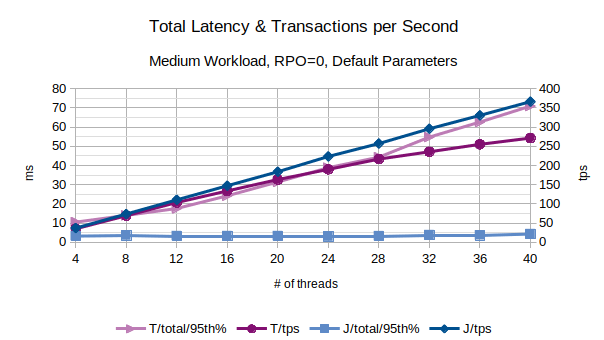 Total Latency & Transactions per Second
Medium Workload, RPO=0, Default Parameters
80 400
70 350
60 300
50 250
40 200
30 150
20 100
10 50
0 0
ms
tps
4 8 12 16 20 24 28 32 36 40
# of threads
T/total/95th% T/tps J/total/95th% J/tps